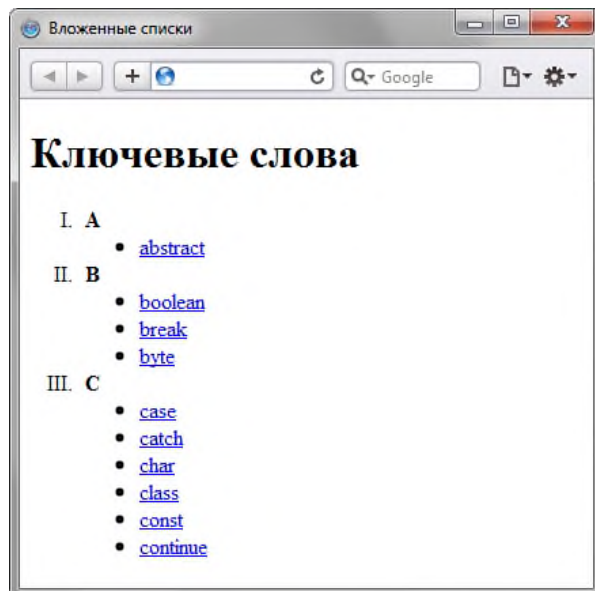 Вложенные списки
Google
Ключевые слова
I. A
• abstract
II. B
• boolean
• break
• byte
III. C
• case
• catch
• char
• class
• const
• continue